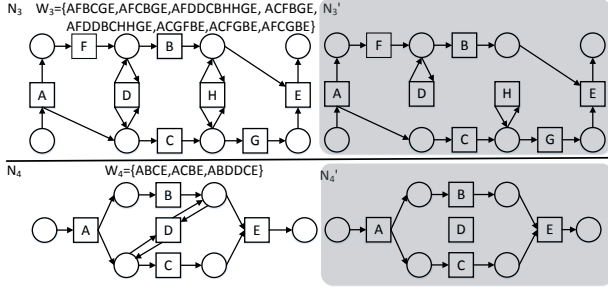 N₃ W₃={AFBCGE,AFCBGE,AFDDCBHHGE, ACFBGE,
AFDDBCHHGE,ACGFBE,ACFGBE,AFCGBE}
N₃'
F B
A D H E
C G
F B
A D H E
C G
N₄ W₄={ABCE,ACBE,ABDDCE}
N₄'
B
A D E
C
B
A D E
C